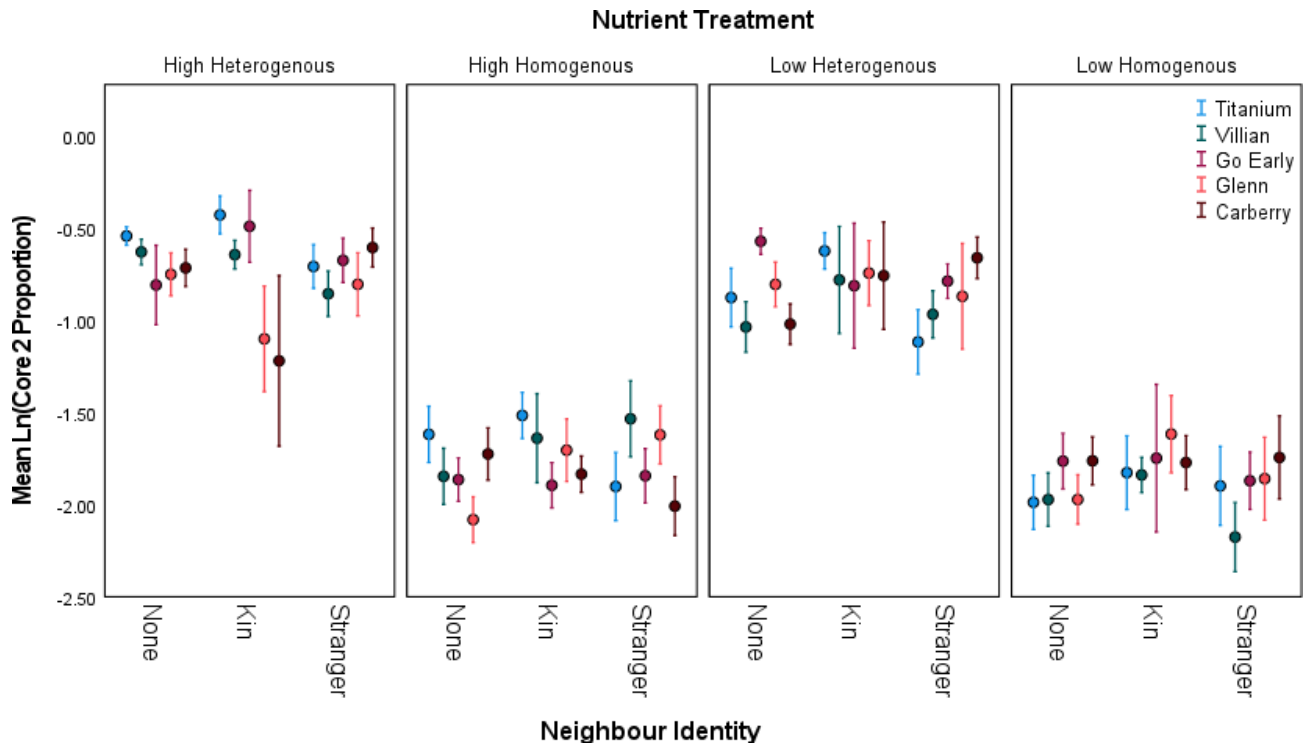 Nutrient Treatment
High Heterogenous
High Homogenous
Low Heterogenous
Low Homogenous
Titanium
Villian
Go Early
Glenn
Carberry
Mean Ln(Core 2 Proportion)
0.00
-0.50
-1.00
-1.50
-2.00
-2.50
None
Kin
Stranger
None
Kin
Stranger
None
Kin
Stranger
None
Kin
Stranger
Neighbour Identity